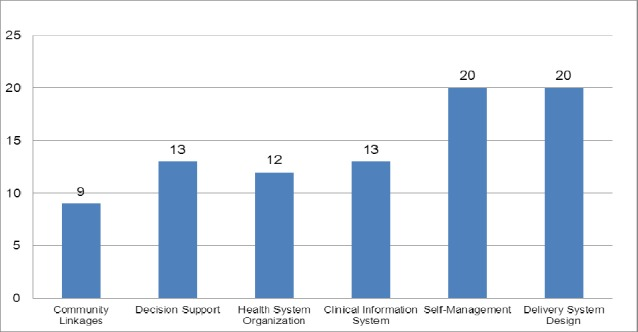 25
20
15
10
5
0
9
13
12
13
20
20
Community Linkages
Decision Support
Health System Organization
Clinical Information System
Self-Management
Delivery System Design